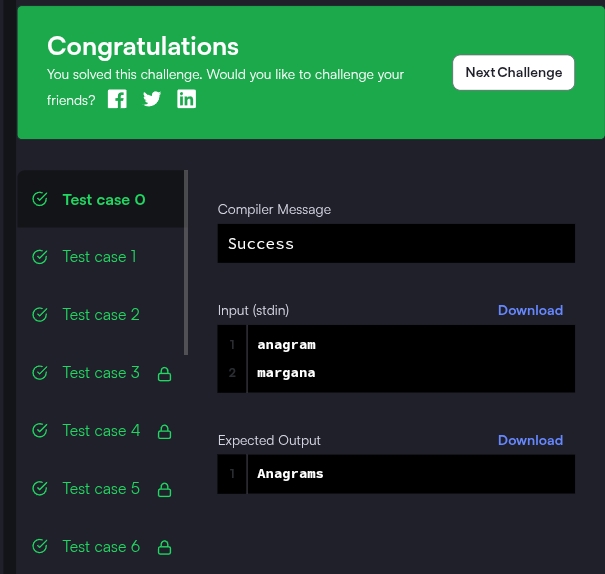 Congratulations
You solved this challenge. Would you like to challenge your
friends?
Next Challenge
Test case 0
Test case 1
Test case 2
Test case 3
Test case 4
Test case 5
Test case 6
Compiler Message
Success
Input (stdin)
Download
1 anagram
2 margana
Expected Output
Download
1 Anagrams